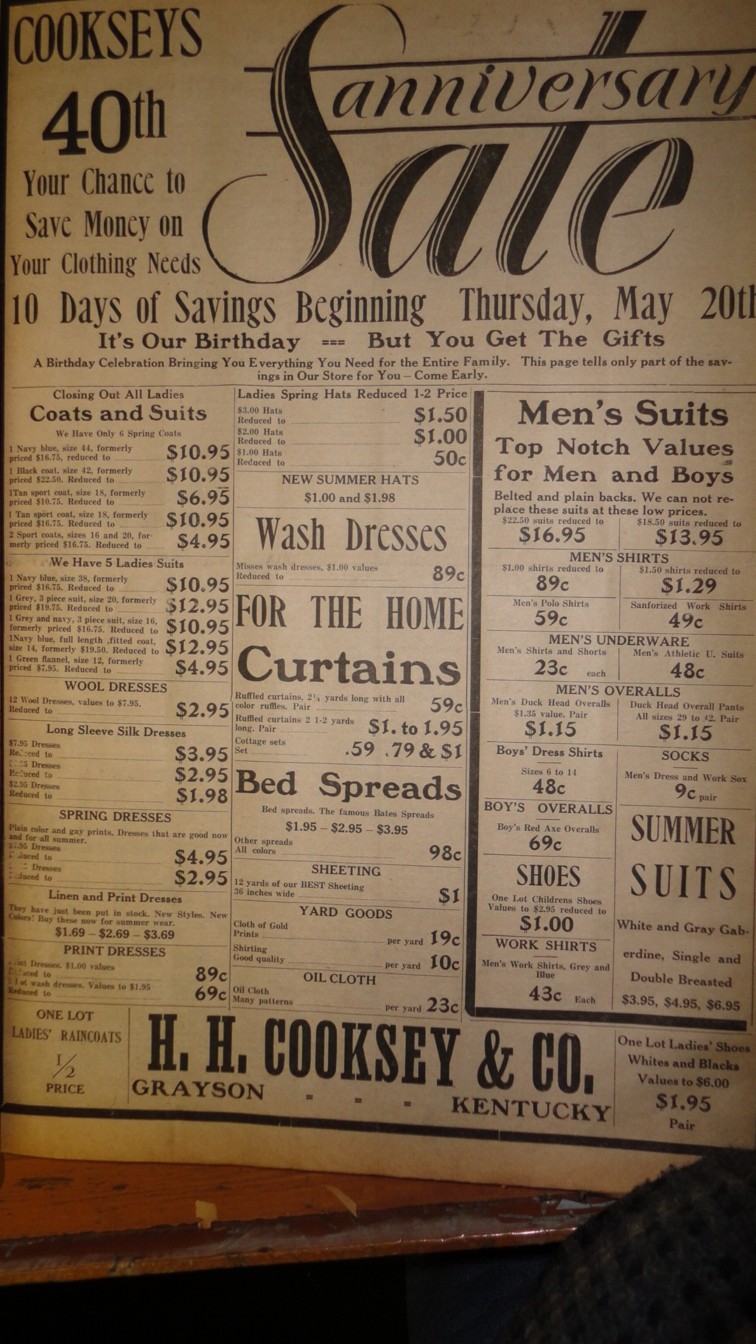 COOKSEYS
40th
anniversary
Sale
Your Chance to
Save Money on
Your Clothing Needs
10 Days of Savings Beginning Thursday, May 20th
It's Our Birthday === But You Get The Gifts
A Birthday Celebration Bringing You Everything You Need for the Entire Family. This page tells only part of the sav-
ings in Our Store for You – Come Early.
Closing Out All Ladies
Coats and Suits
We Have Only 6 Spring Coats
1 Navy blue, size 44, formerly
priced $16.75, reduced to $10.95
1 Black coat, size 42, formerly
priced $22.50. Reduced to $10.95
1 Tan sport coat, size 18, formerly
priced $10.75. Reduced to $6.95
1 Tan sport coat, size 18, formerly
priced $16.75. Reduced to $10.95
2 Sport coats, sizes 16 and 20, for-
merly priced $16.75. Reduced to $4.95
We Have 5 Ladies Suits
1 Navy blue, size 38, formerly
priced $16.75. Reduced to $10.95
1 Grey, 3 piece suit, size 20, formerly
priced $19.75. Reduced to $12.95
1 Grey and navy, 3 piece suit, size 16,
formerly priced $16.75. Reduced to $10.95
1Navy blue, full length ,fitted coat,
size 14, formerly $19.50. Reduced to $12.95
1 Green flannel, size 12, formerly
priced $7.95. Reduced to $4.95
WOOL DRESSES
12 Wool Dresses, values to $7.95.
Reduced to $2.95
Long Sleeve Silk Dresses
$7.95 Dresses
Reduced to $3.95
Dresses
Reduced to $2.95
$2.95 Dresses
Reduced to $1.98
SPRING DRESSES
Plain color and gay prints. Dresses that are good now
and for all summer.
Dresses
Reduced to $4.95
Dresses
Reduced to $2.95
Linen and Print Dresses
They have just been put in stock. New Styles. New
Colors! Buy these now for summer wear.
$1.69 – $2.69 – $3.69
PRINT DRESSES
Print Dresses. $1.00 values
Reduced to 89c
wash dresses. Values to $1.95
Reduced to 69c
Ladies Spring Hats Reduced 1-2 Price
$3.00 Hats
Reduced to $1.50
$2.00 Hats
Reduced to $1.00
$1.00 Hats
Reduced to 50c
NEW SUMMER HATS
$1.00 and $1.98
Wash Dresses
Misses wash dresses, $1.00 values
Reduced to 89c
FOR THE HOME
Curtains
Ruffled curtains, 2¼ yards long with all
color ruffles. Pair 59c
Ruffled curtains 2 1-2 yards
long. Pair $1. to 1.95
Cottage sets
Set .59 .79 & $1
Bed Spreads
Bed spreads. The famous Bates Spreads
$1.95 – $2.95 – $3.95
Other spreads
All colors 98c
SHEETING
12 yards of our BEST Sheeting
36 inches wide $1
YARD GOODS
Cloth of Gold
Prints per yard 19c
Shirting
Good quality per yard 10c
OIL CLOTH
Oil Cloth
Many patterns per yard 23c
Men's Suits
Top Notch Values
for Men and Boys
Belted and plain backs. We can not re-
place these suits at these low prices.
$22.50 suits reduced to
$16.95
$18.50 suits reduced to
$13.95
MEN'S SHIRTS
$1.00 shirts reduced to
89c
$1.50 shirts reduced to
$1.29
Men's Polo Shirts
59c
Sanforized Work Shirts
49c
MEN'S UNDERWARE
Men's Shirts and Shorts
23c each
Men's Athletic U. Suits
48c
MEN'S OVERALLS
Men's Duck Head Overalls
$1.35 value. Pair
$1.15
Duck Head Overall Pants
All sizes 29 to 42. Pair
$1.15
Boys' Dress Shirts
Sizes 6 to 14
48c
BOY'S OVERALLS
Boy's Red Axe Overalls
69c
SHOES
One Lot Childrens Shoes
Values to $2.95 reduced to
$1.00
WORK SHIRTS
Men's Work Shirts, Grey and
Blue
43c Each
SOCKS
Men's Dress and Work Sox
9c pair
SUMMER
SUITS
White and Gray Gab-
erdine, Single and
Double Breasted
$3.95, $4.95, $6.95
ONE LOT
LADIES' RAINCOATS
1/2
PRICE
H. H. COOKSEY & CO.
GRAYSON - - - KENTUCKY
One Lot Ladies' Shoes
Whites and Blacks
Values to $6.00
$1.95
Pair